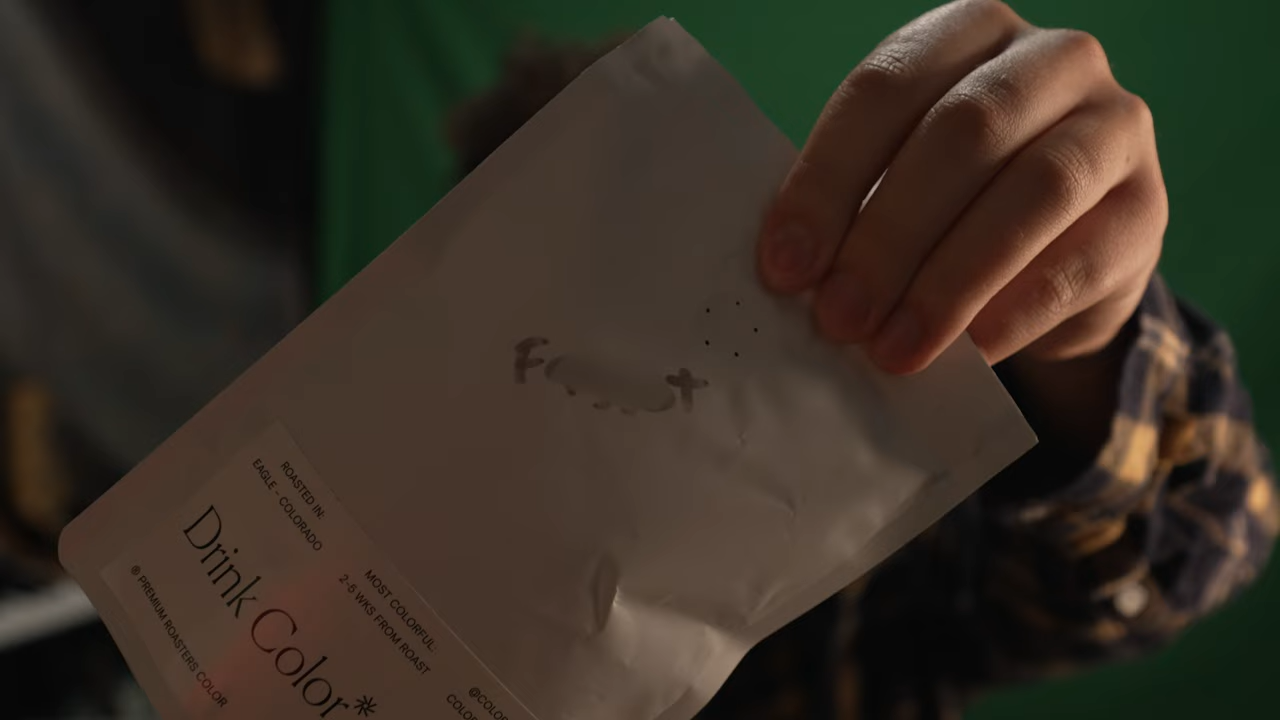 ROASTED IN:
EAGLE - COLORADO
Drink Color*
MOST COLORFUL:
2-5 WKS FROM ROAST
® PREMIUM ROASTERS COLOR